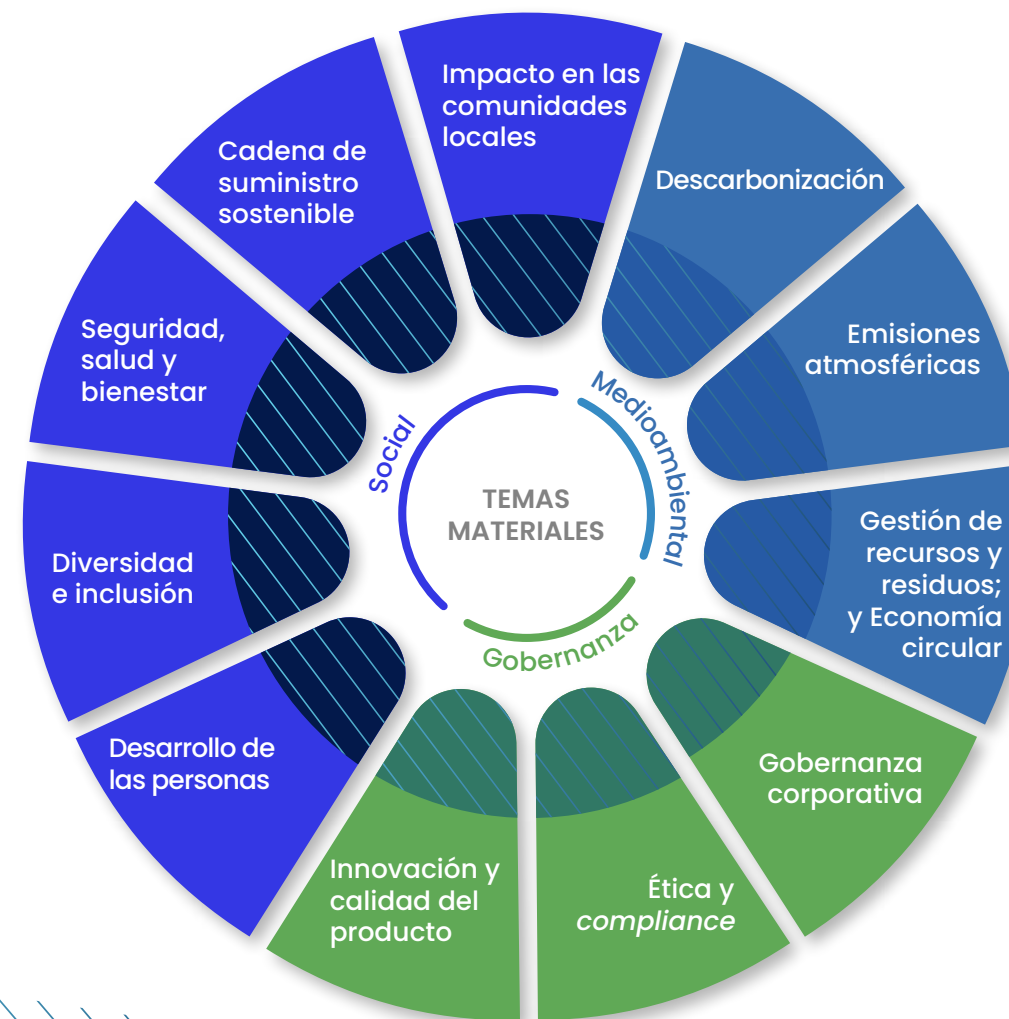 Impacto en las
comunidades
locales
Descarbonización
Emisiones
atmosféricas
Gestión de
recursos y
residuos;
y Economía
circular
Gobernanza
corporativa
Ética y
compliance
Innovación y
calidad del
producto
Desarrollo de
las personas
Diversidad
e inclusión
Seguridad,
salud y
bienestar
Cadena de
suministro
sostenible
Social
Medioambiental
Gobernanza
TEMAS
MATERIALES